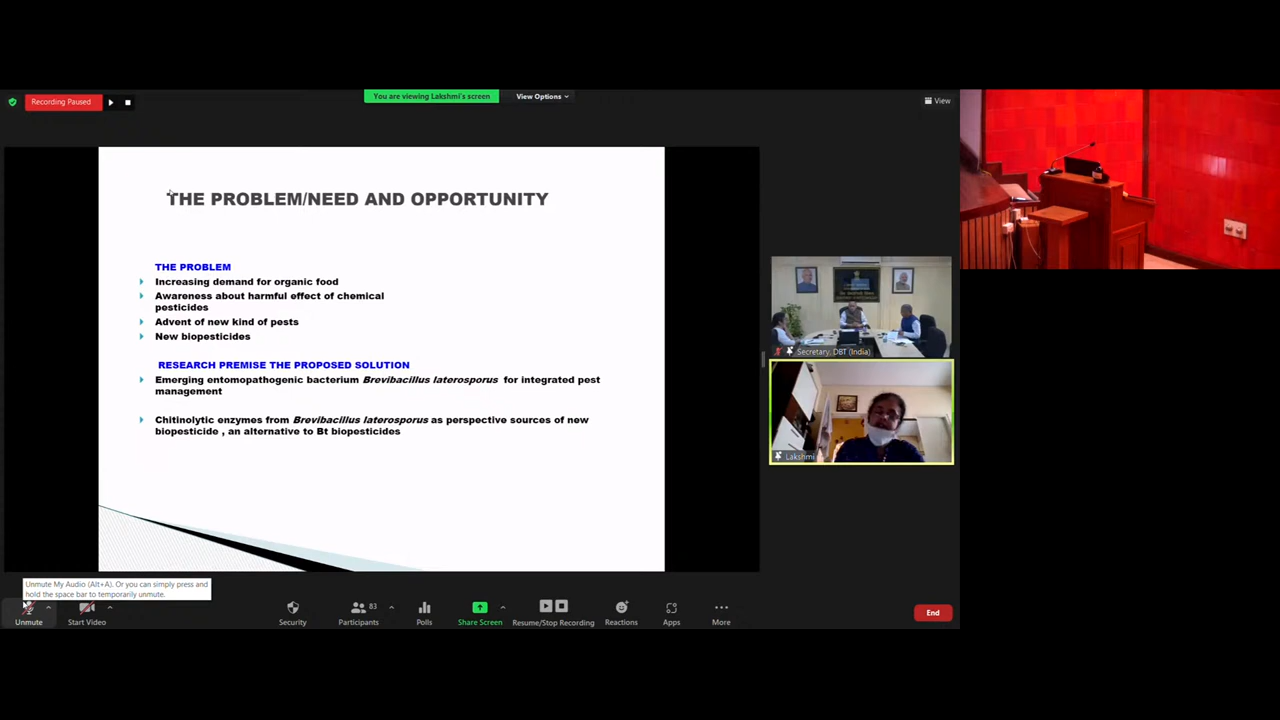 Recording Paused
You are viewing Lakshmi's screen
View Options
View
THE PROBLEM/NEED AND OPPORTUNITY
THE PROBLEM
Increasing demand for organic food
Awareness about harmful effect of chemical
pesticides
Advent of new kind of pests
New biopesticides
RESEARCH PREMISE THE PROPOSED SOLUTION
Emerging entomopathogenic bacterium Brevibacillus laterosporus for integrated pest
management
Chitinolytic enzymes from Brevibacillus laterosporus as perspective sources of new
biopesticide , an alternative to Bt biopesticides
Secretary, DBT (India)
Lakshmi
Unmute My Audio (Alt+A). Or you can simply press and
hold the space bar to temporarily unmute.
Unmute
Start Video
Security
83
Participants
Polls
Share Screen
Resume/Stop Recording
Reactions
Apps
More
End